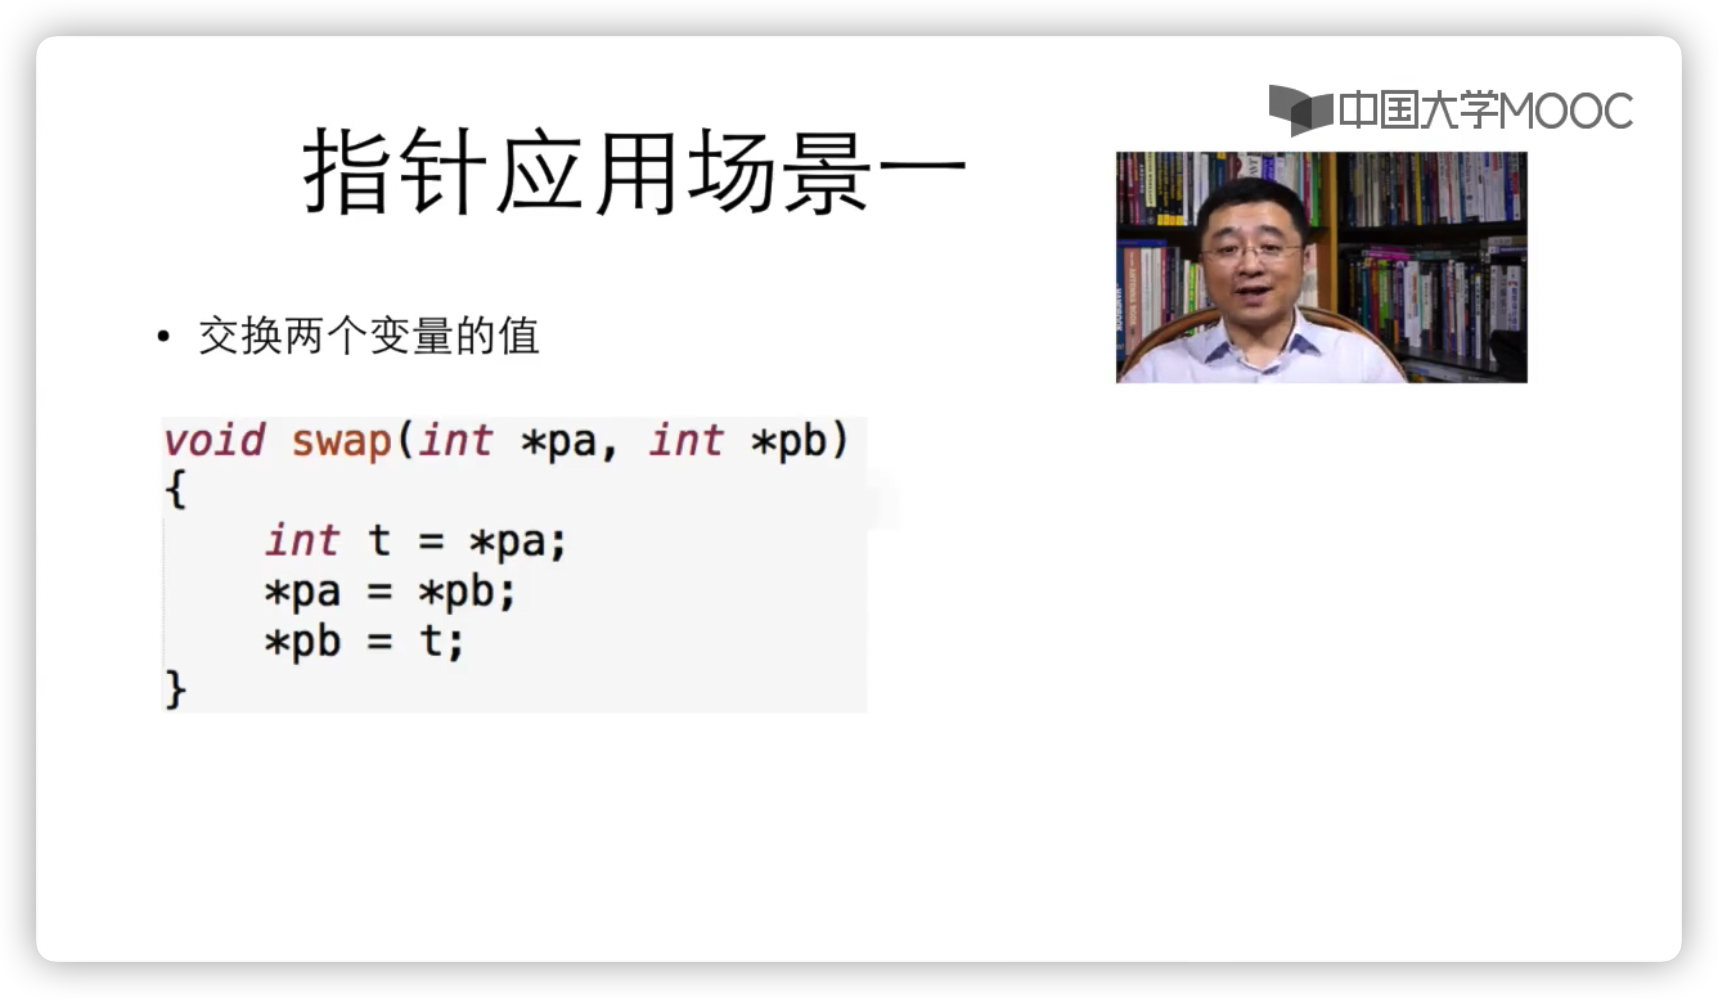 中国大学MOOC
指针应用场景一
• 交换两个变量的值
void swap(int *pa, int *pb)
{
    int t = *pa;
    *pa = *pb;
    *pb = t;
}